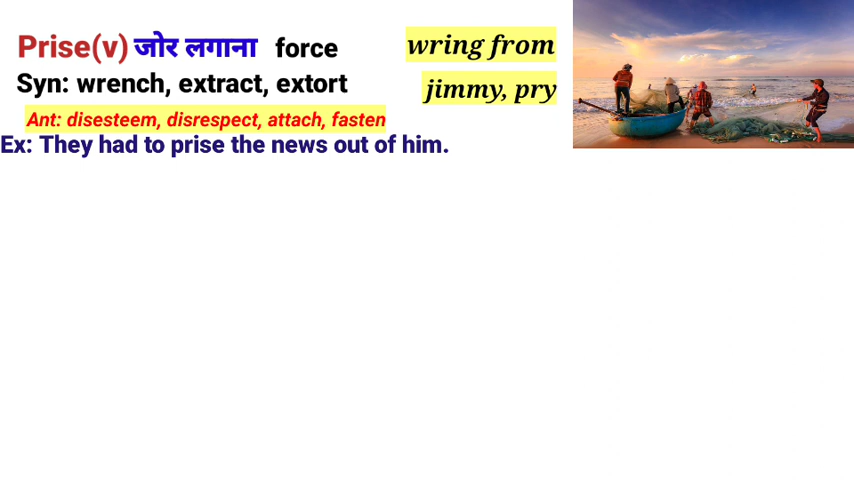 Prise(v) जोर लगाना force
Syn: wrench, extract, extort
Ant: disesteem, disrespect, attach, fasten
Ex: They had to prise the news out of him.
wring from
jimmy, pry